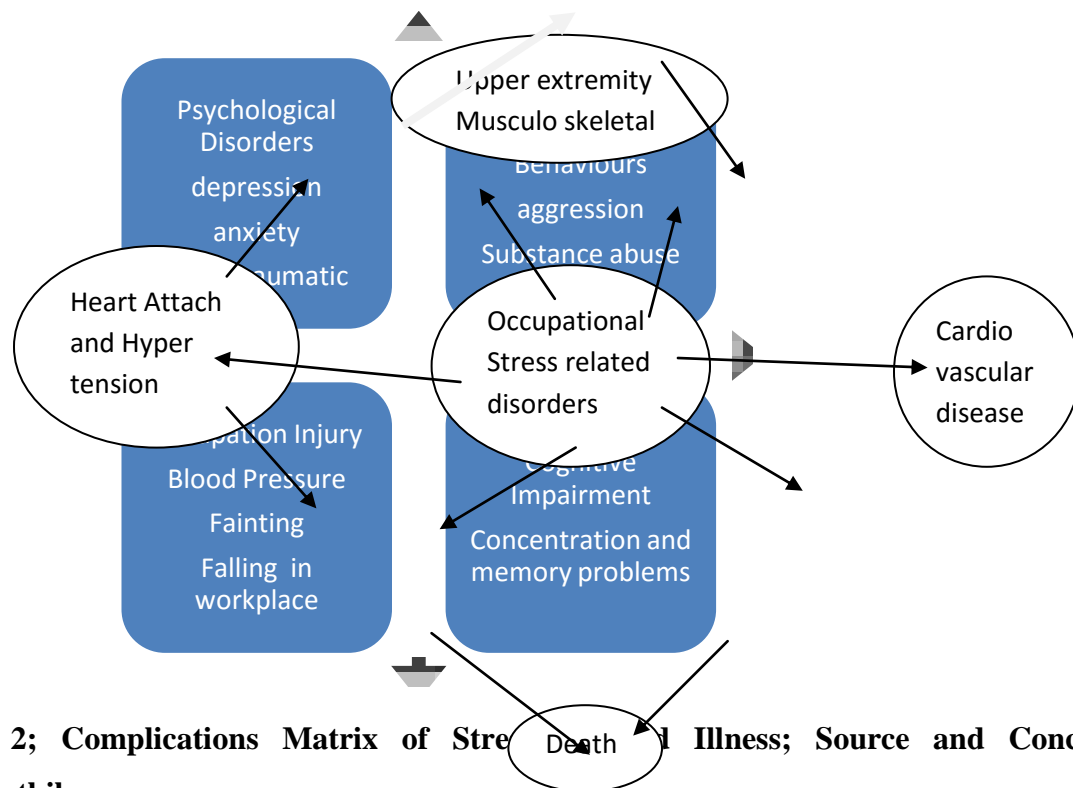 Psychological
Disorders
depression
anxiety
aumatic
Upper extremity
Musculo skeletal
Behaviours
aggression
Substance abuse
Heart Attach
and Hyper
tension
Occupational
Stress related
disorders
Cardio
vascular
disease
pation Injury
Blood Pressure
Fainting
Falling in
workplace
Cognitive
Impairment
Concentration and
memory problems
Death
2; Complications Matrix of Stre d Illness; Source and Conc